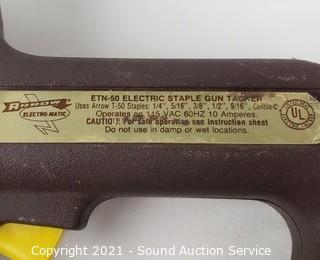 ETN-50 ELECTRIC STAPLE GUN TACKER
Uses Arrow T-50 Staples: 1/4", 5/16", 3/8", 1/2", 9/16", Ceiltile©
Operates on 115 VAC 60HZ 10 Amperes.
CAUTION: For safe operation see instruction sheet
Do not use in damp or wet locations.
Arrow
ELECTRO-MATIC
UL
© Copyright 2021 - Sound Auction Service